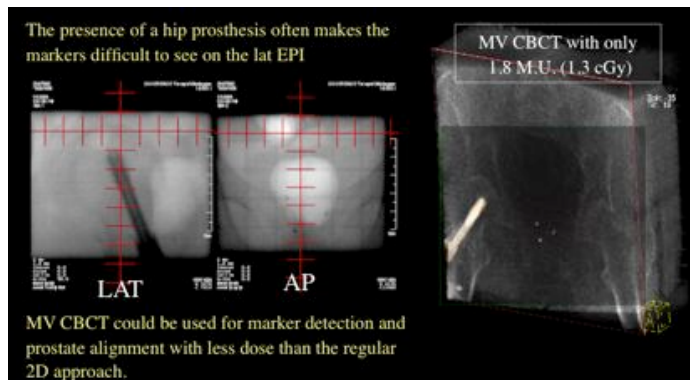 The presence of a hip prosthesis often makes the
markers difficult to see on the lat EPI
MV CBCT with only
1.8 M.U. (1.3 cGy)
LAT
AP
MV CBCT could be used for marker detection and
prostate alignment with less dose than the regular
2D approach.